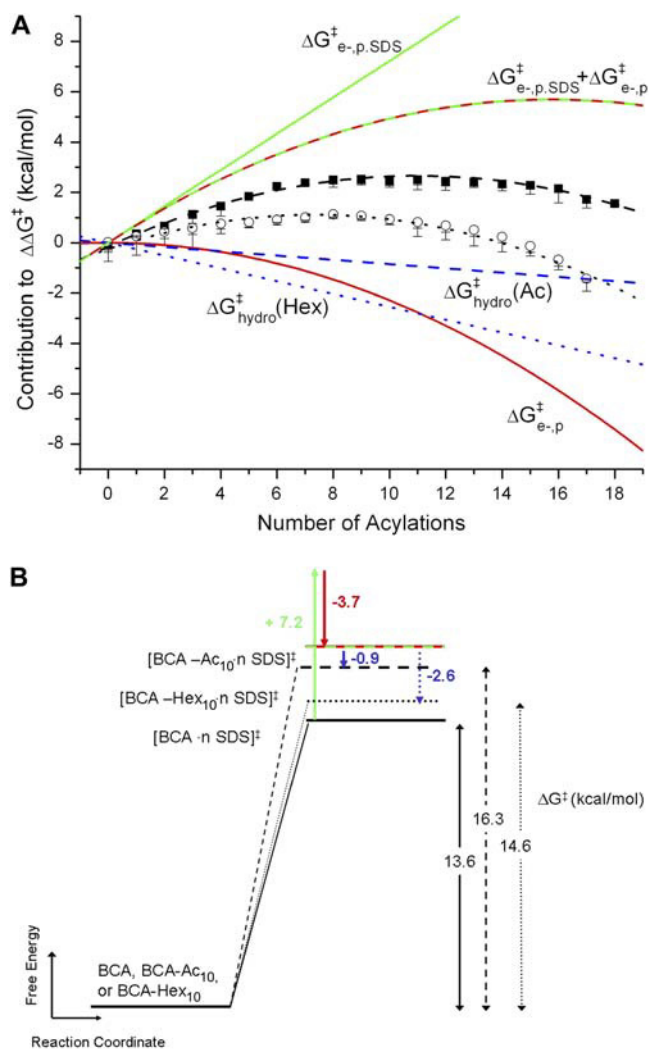 A
ΔG‡e-,p.SDS
ΔG‡e-,p.SDS+ΔG‡e-,p
8
6
4
2
0
-2
-4
-6
-8
Contribution to ΔΔG‡ (kcal/mol)
ΔG‡hydro(Hex)
ΔG‡hydro(Ac)
ΔG‡e-,p
0 2 4 6 8 10 12 14 16 18
Number of Acylations
B
-3.7
+ 7.2
[BCA –Ac10·n SDS]‡
-0.9
[BCA –Hex10·n SDS]‡
-2.6
[BCA ·n SDS]‡
ΔG‡ (kcal/mol)
16.3
14.6
13.6
BCA, BCA-Ac10,
or BCA-Hex10
Free Energy
Reaction Coordinate